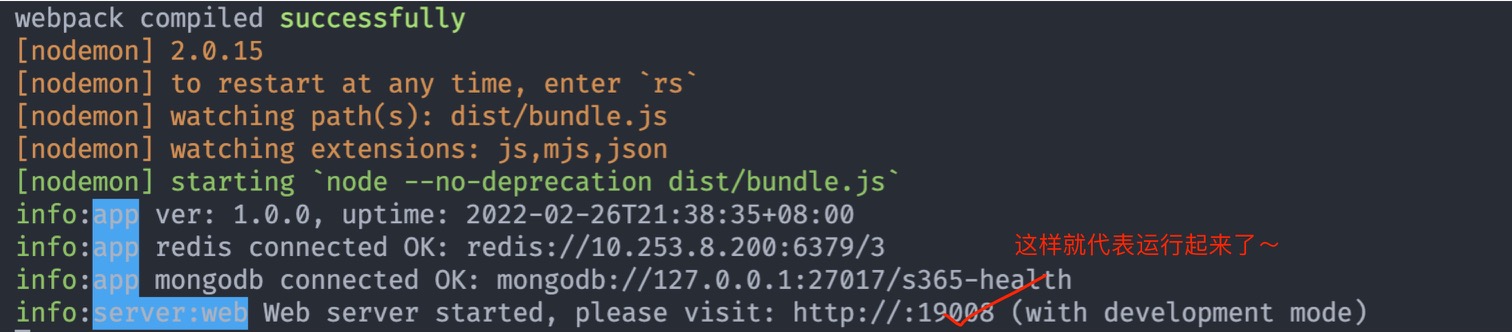 webpack compiled successfully
[nodemon] 2.0.15
[nodemon] to restart at any time, enter `rs`
[nodemon] watching path(s): dist/bundle.js
[nodemon] watching extensions: js,mjs,json
[nodemon] starting `node --no-deprecation dist/bundle.js`
info:app ver: 1.0.0, uptime: 2022-02-26T21:38:35+08:00
info:app redis connected OK: redis://10.253.8.200:6379/3
这样就代表运行起来了～
info:app mongodb connected OK: mongodb://127.0.0.1:27017/s365-health
info:server:web Web server started, please visit: http://:19008 (with development mode)